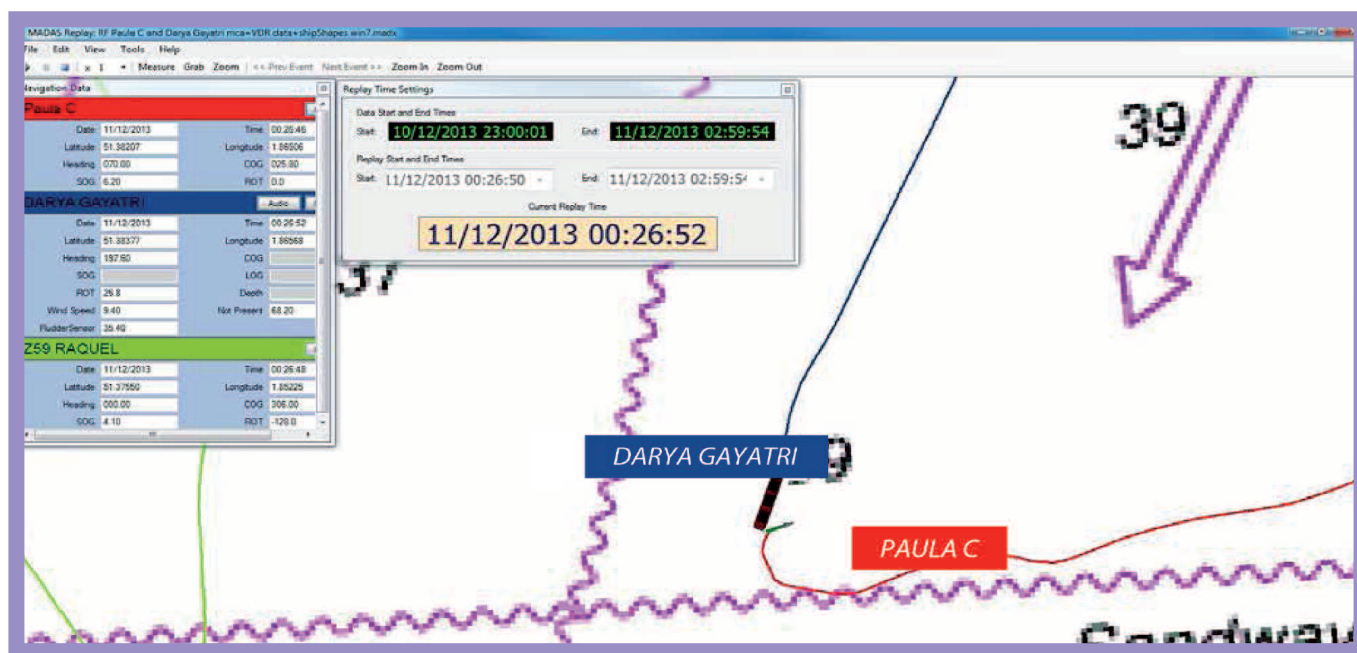 MADAS Replay: RF Paula C and Darya Gayatri mca+VDR data+shipShapes win7.madx
File Edit View Tools Help
Measure Grab Zoom << Prev Event Next Event >> Zoom In Zoom Out
Navigation Data
Paula C
Date 11/12/2013 Time 00:26:46
Latitude 51.38207 Longitude 1.86506
Heading 070.00 COG 025.80
SOG 6.20 ROT 0.0
DARYA GAYATRI Audio
Date 11/12/2013 Time 00:26:52
Latitude 51.38377 Longitude 1.86568
Heading 197.60 COG
SOG LOG
ROT 26.8 Depth
Wind Speed 9.40 Not Present 68.20
RudderSensor 35.40
Z59 RAQUEL
Date 11/12/2013 Time 00:26:48
Latitude 51.37550 Longitude 1.85225
Heading 000.00 COG 306.00
SOG 4.10 ROT -128.0
Replay Time Settings
Data Start and End Times
Start: 10/12/2013 23:00:01 End: 11/12/2013 02:59:54
Replay Start and End Times
Start: 11/12/2013 00:26:50 End: 11/12/2013 02:59:54
Current Replay Time
11/12/2013 00:26:52
39
37
DARYA GAYATRI
PAULA C